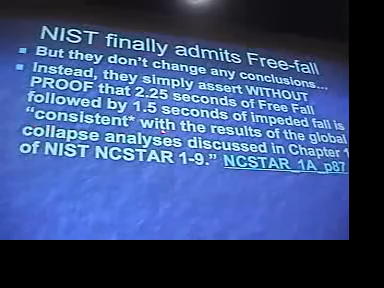 NIST finally admits Free-fall
But they don't change any conclusions...
Instead, they simply assert WITHOUT
PROOF that 2.25 seconds of Free Fall
followed by 1.5 seconds of impeded fall is
“consistent* with the results of the global
collapse analyses discussed in Chapter
of NIST NCSTAR 1-9.” NCSTAR 1A p87